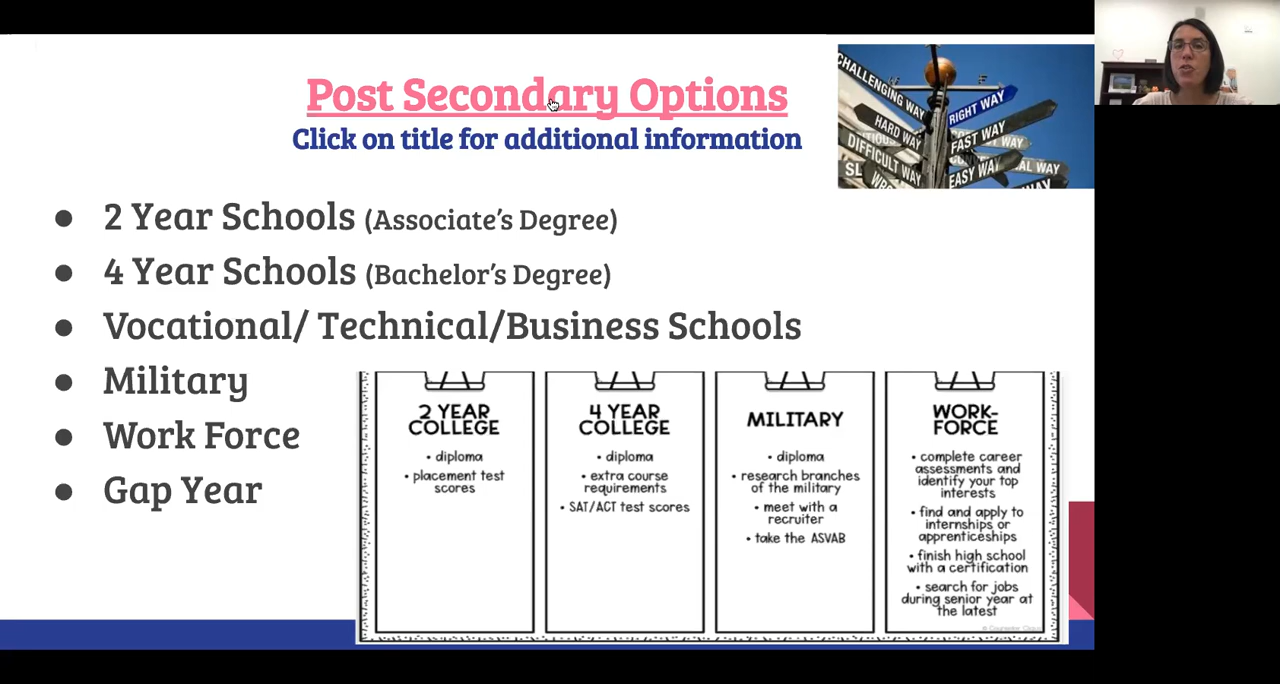 Post Secondary Options
Click on title for additional information
CHALLENGING WAY
RIGHT WAY
HARD WAY
FAST WAY
DIFFICULT WAY
EASY WAY
WAY
● 2 Year Schools (Associate's Degree)
● 4 Year Schools (Bachelor's Degree)
● Vocational/ Technical/Business Schools
● Military
● Work Force
● Gap Year
2 YEAR
COLLEGE
• diploma
• placement test
scores
4 YEAR
COLLEGE
• diploma
• extra course
requirements
• SAT/ACT test scores
MILITARY
• diploma
• research branches
of the military
• meet with a
recruiter
• take the ASVAB
WORK-
FORCE
• complete career
assessments and
identify your top
interests
• find and apply to
internships or
apprenticeships
• finish high school
with a certification
• search for jobs
during senior year at
the latest